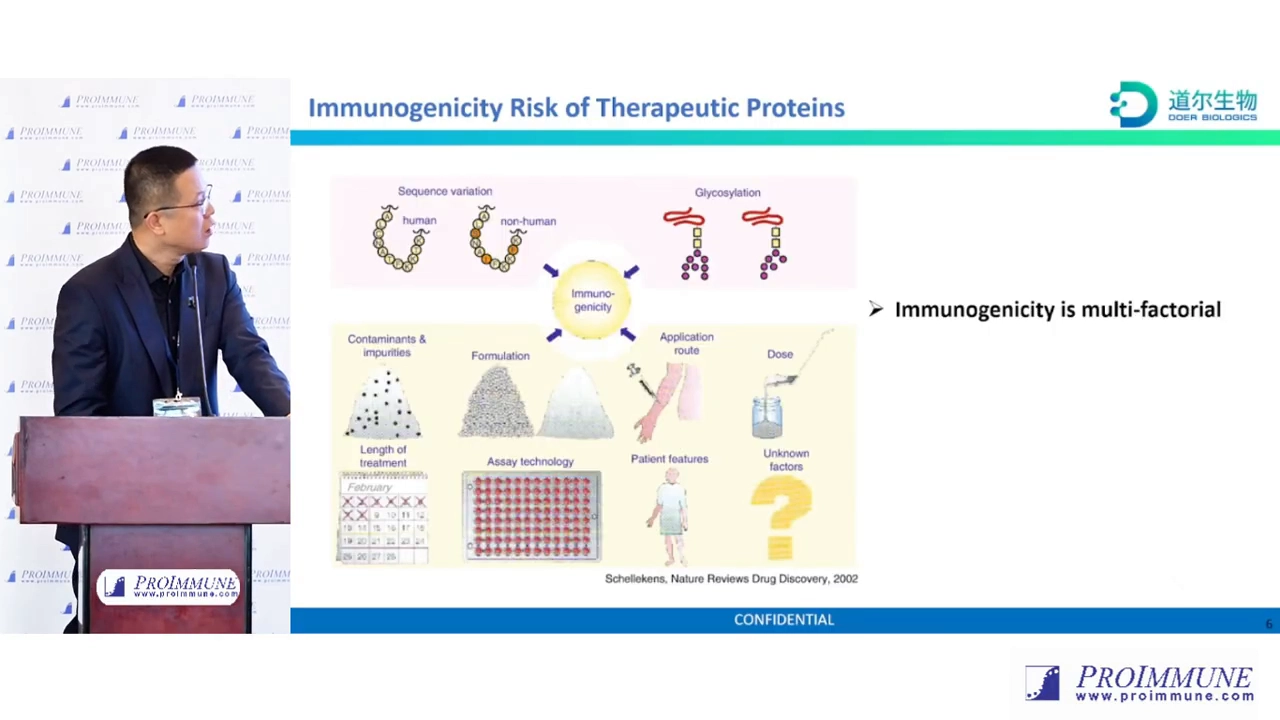 Immunogenicity Risk of Therapeutic Proteins
道尔生物
DOER BIOLOGICS
Sequence variation
human
non-human
Glycosylation
Immuno-
genicity
➢ Immunogenicity is multi-factorial
Contaminants &
impurities
Formulation
Application
route
Dose
Length of
treatment
Assay technology
Patient features
Unknown
factors
February
Schellekens, Nature Reviews Drug Discovery, 2002
CONFIDENTIAL
6
PROIMMUNE
www.proimmune.com
PROIMMUNE
www.proimmune.com